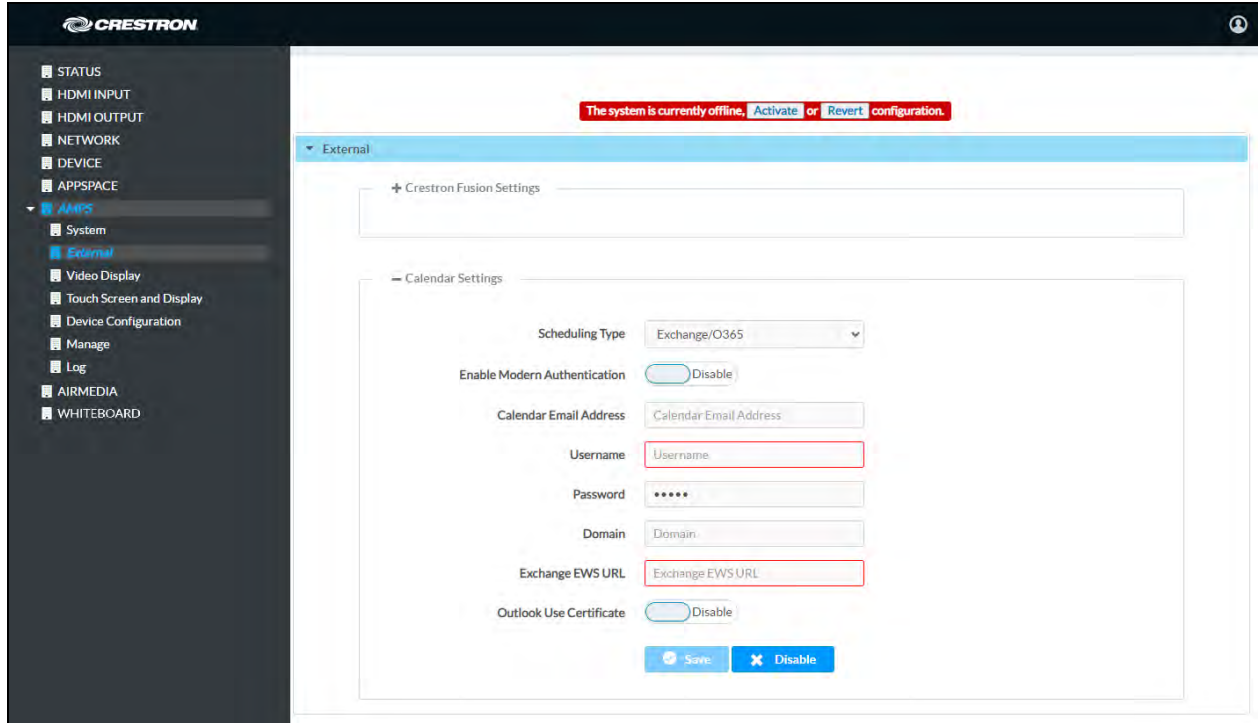 CRESTRON
STATUS
HDMI INPUT
HDMI OUTPUT
NETWORK
DEVICE
APPSPACE
AMPS
System
External
Video Display
Touch Screen and Display
Device Configuration
Manage
Log
AIRMEDIA
WHITEBOARD
The system is currently offline, Activate or Revert configuration.
External
Crestron Fusion Settings
Calendar Settings
Scheduling Type Exchange/O365
Enable Modern Authentication Disable
Calendar Email Address Calendar Email Address
Username Username
Password •••••
Domain Domain
Exchange EWS URL Exchange EWS URL
Outlook Use Certificate Disable
Save Disable